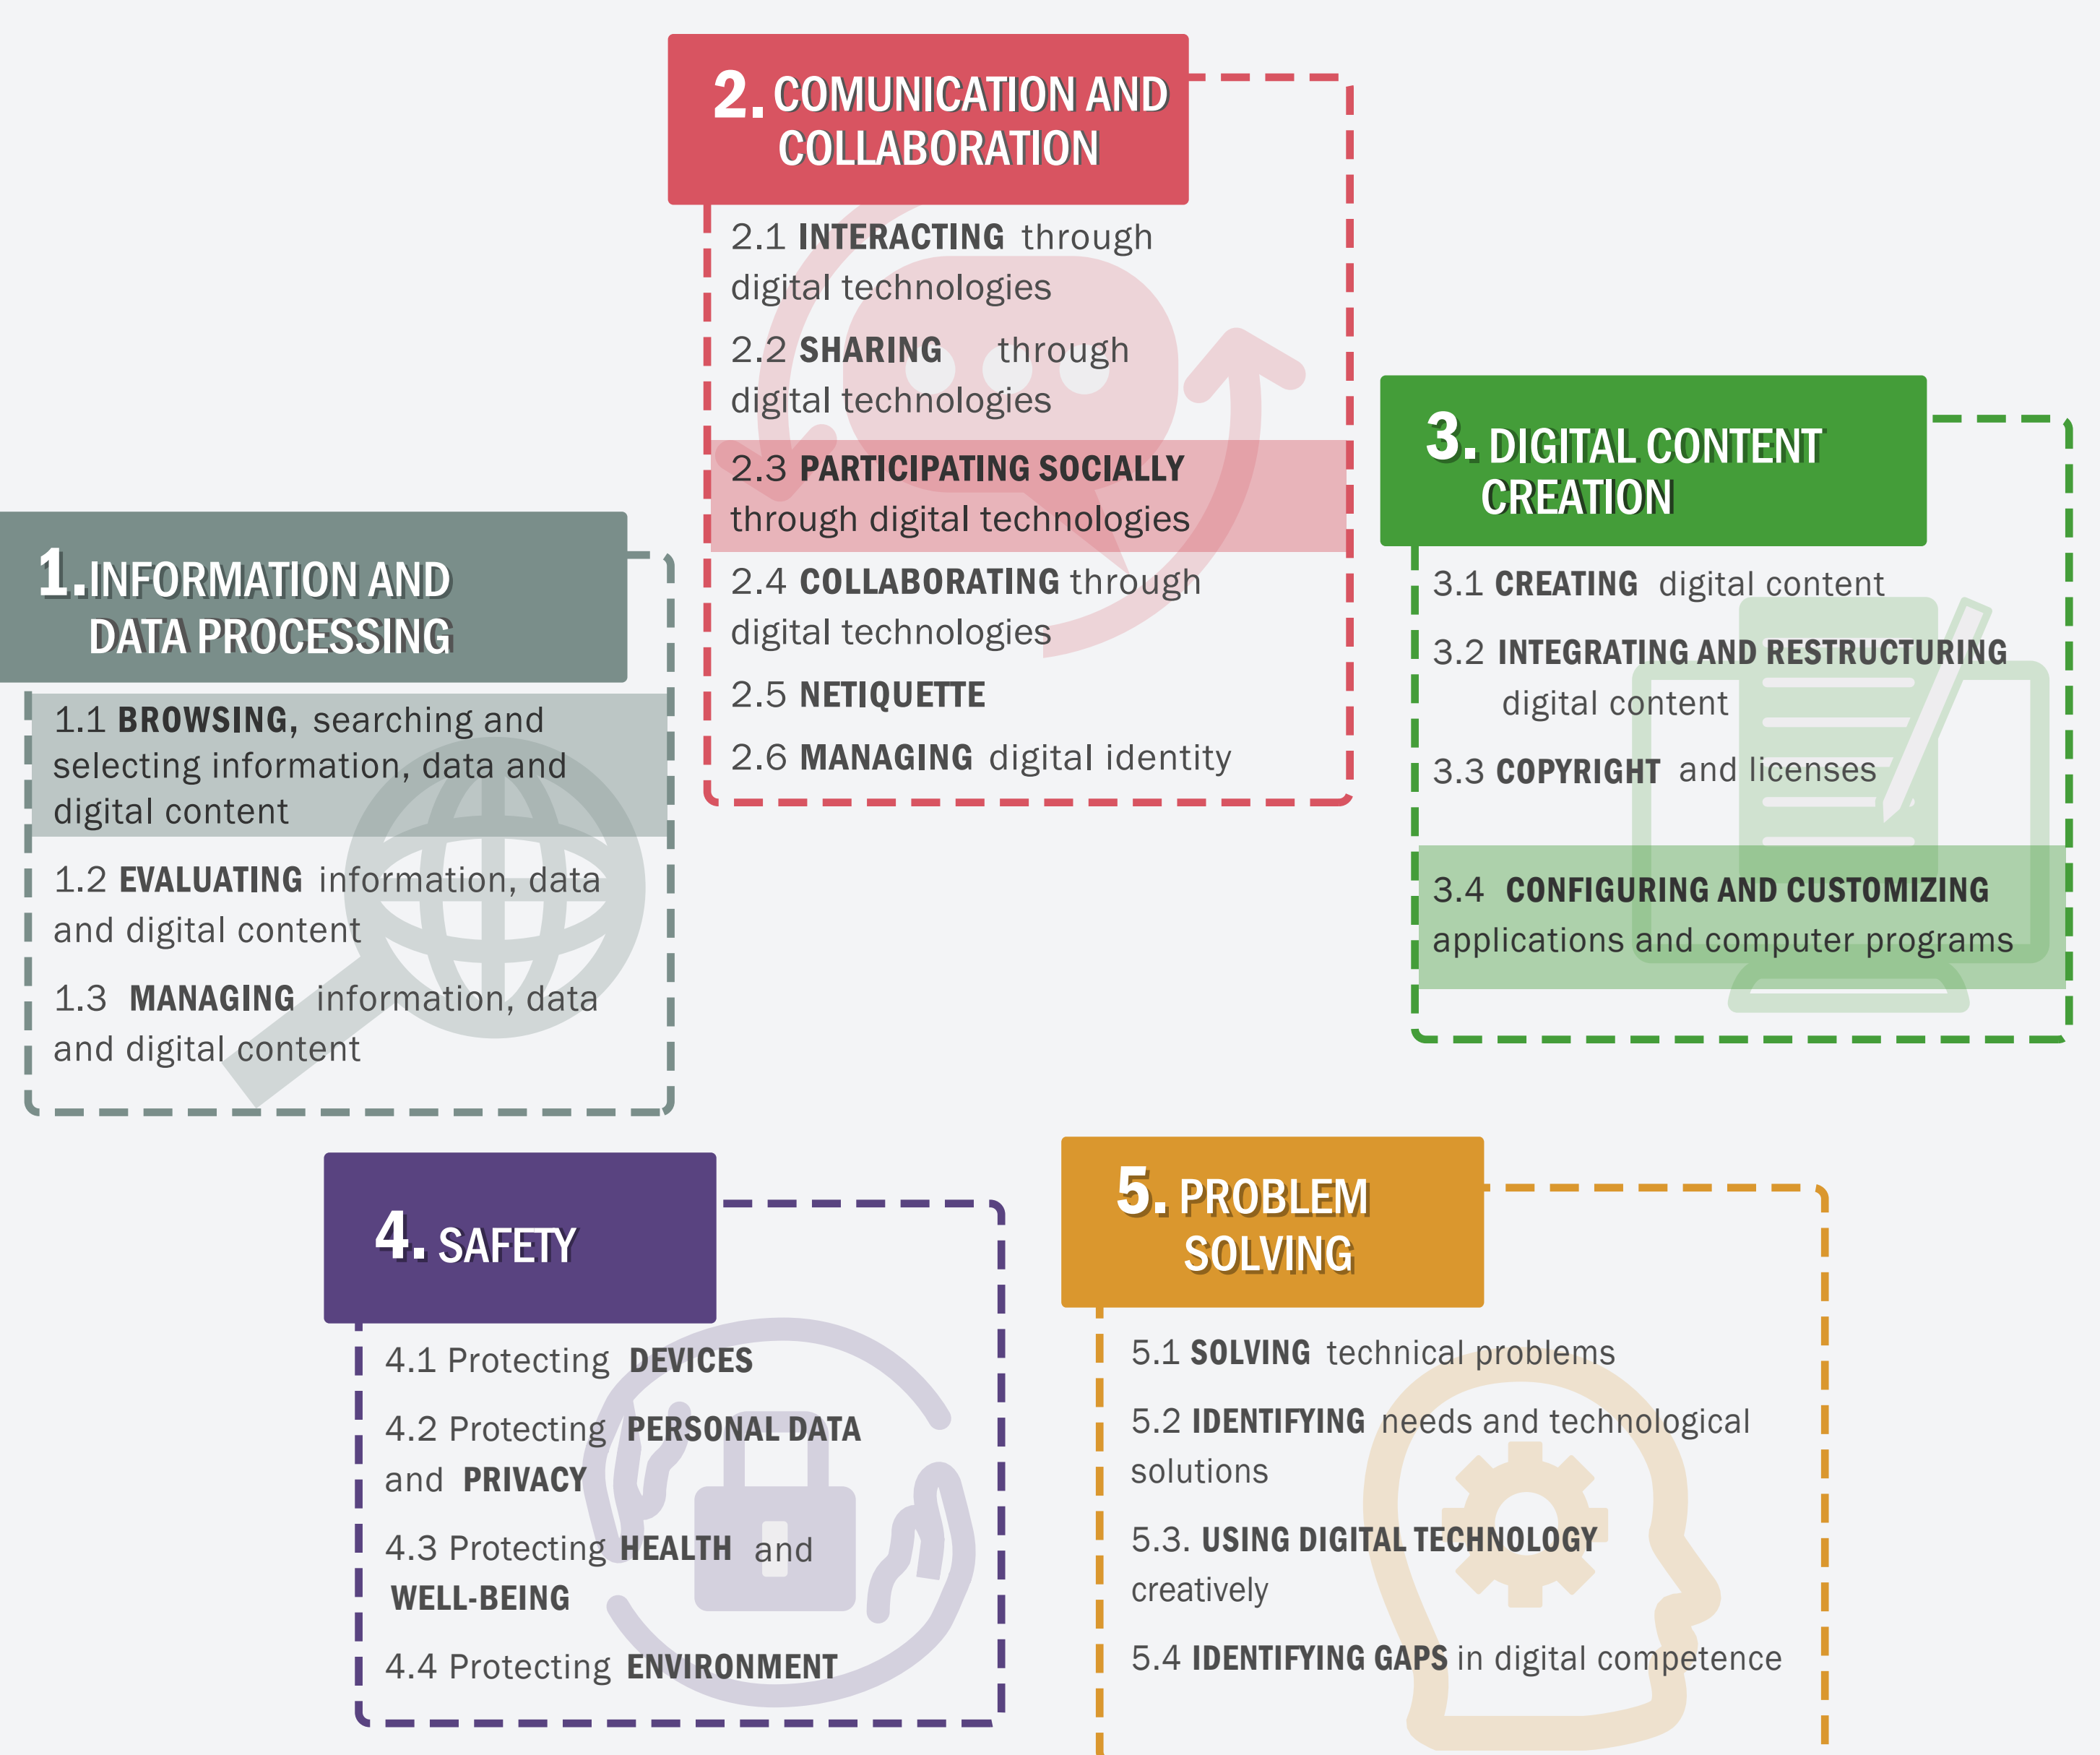 1. INFORMATION AND
DATA PROCESSING
1.1 BROWSING, searching and
selecting information, data and
digital content
1.2 EVALUATING information, data
and digital content
1.3 MANAGING information, data
and digital content
2. COMUNICATION AND
COLLABORATION
2.1 INTERACTING through
digital technologies
2.2 SHARING through
digital technologies
2.3 PARTICIPATING SOCIALLY
through digital technologies
2.4 COLLABORATING through
digital technologies
2.5 NETIQUETTE
2.6 MANAGING digital identity
3. DIGITAL CONTENT
CREATION
3.1 CREATING digital content
3.2 INTEGRATING AND RESTRUCTURING
digital content
3.3 COPYRIGHT and licenses
3.4 CONFIGURING AND CUSTOMIZING
applications and computer programs
4. SAFETY
4.1 Protecting DEVICES
4.2 Protecting PERSONAL DATA
and PRIVACY
4.3 Protecting HEALTH and
WELL-BEING
4.4 Protecting ENVIRONMENT
5. PROBLEM
SOLVING
5.1 SOLVING technical problems
5.2 IDENTIFYING needs and technological
solutions
5.3. USING DIGITAL TECHNOLOGY
creatively
5.4 IDENTIFYING GAPS in digital competence